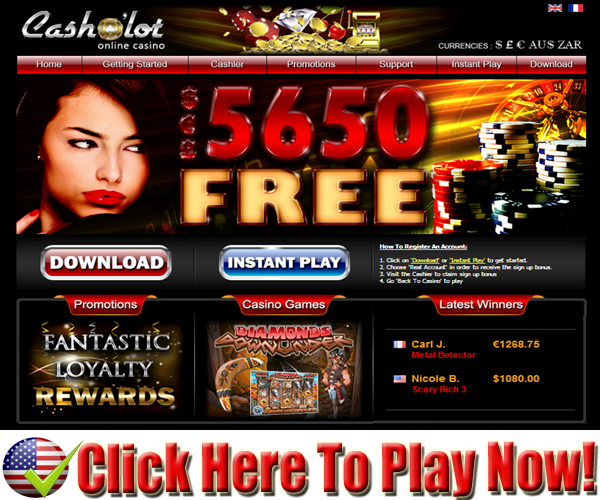 Cash o'lot
online casino
CURRENCIES : $ £ € AU$ ZAR
Home
Getting Started
Cashier
Promotions
Support
Instant Play
Download
5650
FREE
DOWNLOAD
INSTANT PLAY
How To Register An Account:
1. Click on 'Download' or 'Instant Play' to get started.
2. Choose 'Real Account' in order to receive the sign up bonus.
3. Visit the Cashier to claim sign up bonus
4. Go 'Back To Casino' to play
Promotions
FANTASTIC
LOYALTY
REWARDS
Casino Games
DIAMONDS
DOWNUNDER
Latest Winners
Carl J. €1268.75
Metal Detector
Nicole B. $1080.00
Scary Rich 3
Click Here To Play Now!